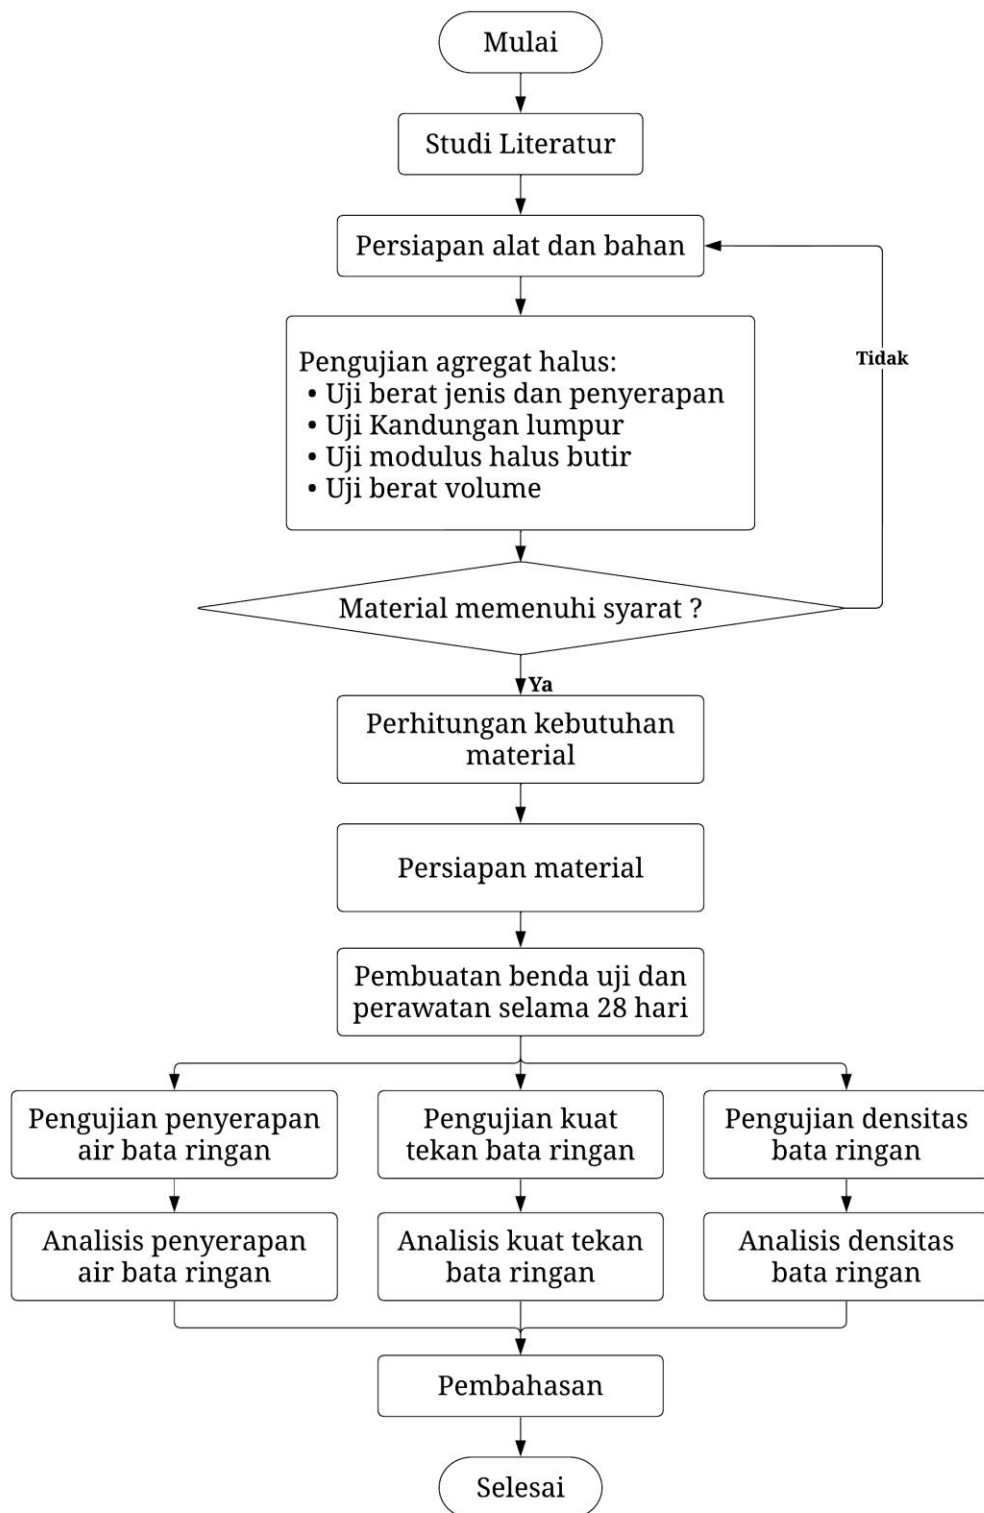 Mulai
Studi Literatur
Persiapan alat dan bahan
Pengujian agregat halus:
• Uji berat jenis dan penyerapan
• Uji Kandungan lumpur
• Uji modulus halus butir
• Uji berat volume
Tidak
Material memenuhi syarat ?
Ya
Perhitungan kebutuhan
material
Persiapan material
Pembuatan benda uji dan
perawatan selama 28 hari
Pengujian penyerapan
air bata ringan
Pengujian kuat
tekan bata ringan
Pengujian densitas
bata ringan
Analisis penyerapan
air bata ringan
Analisis kuat tekan
bata ringan
Analisis densitas
bata ringan
Pembahasan
Selesai